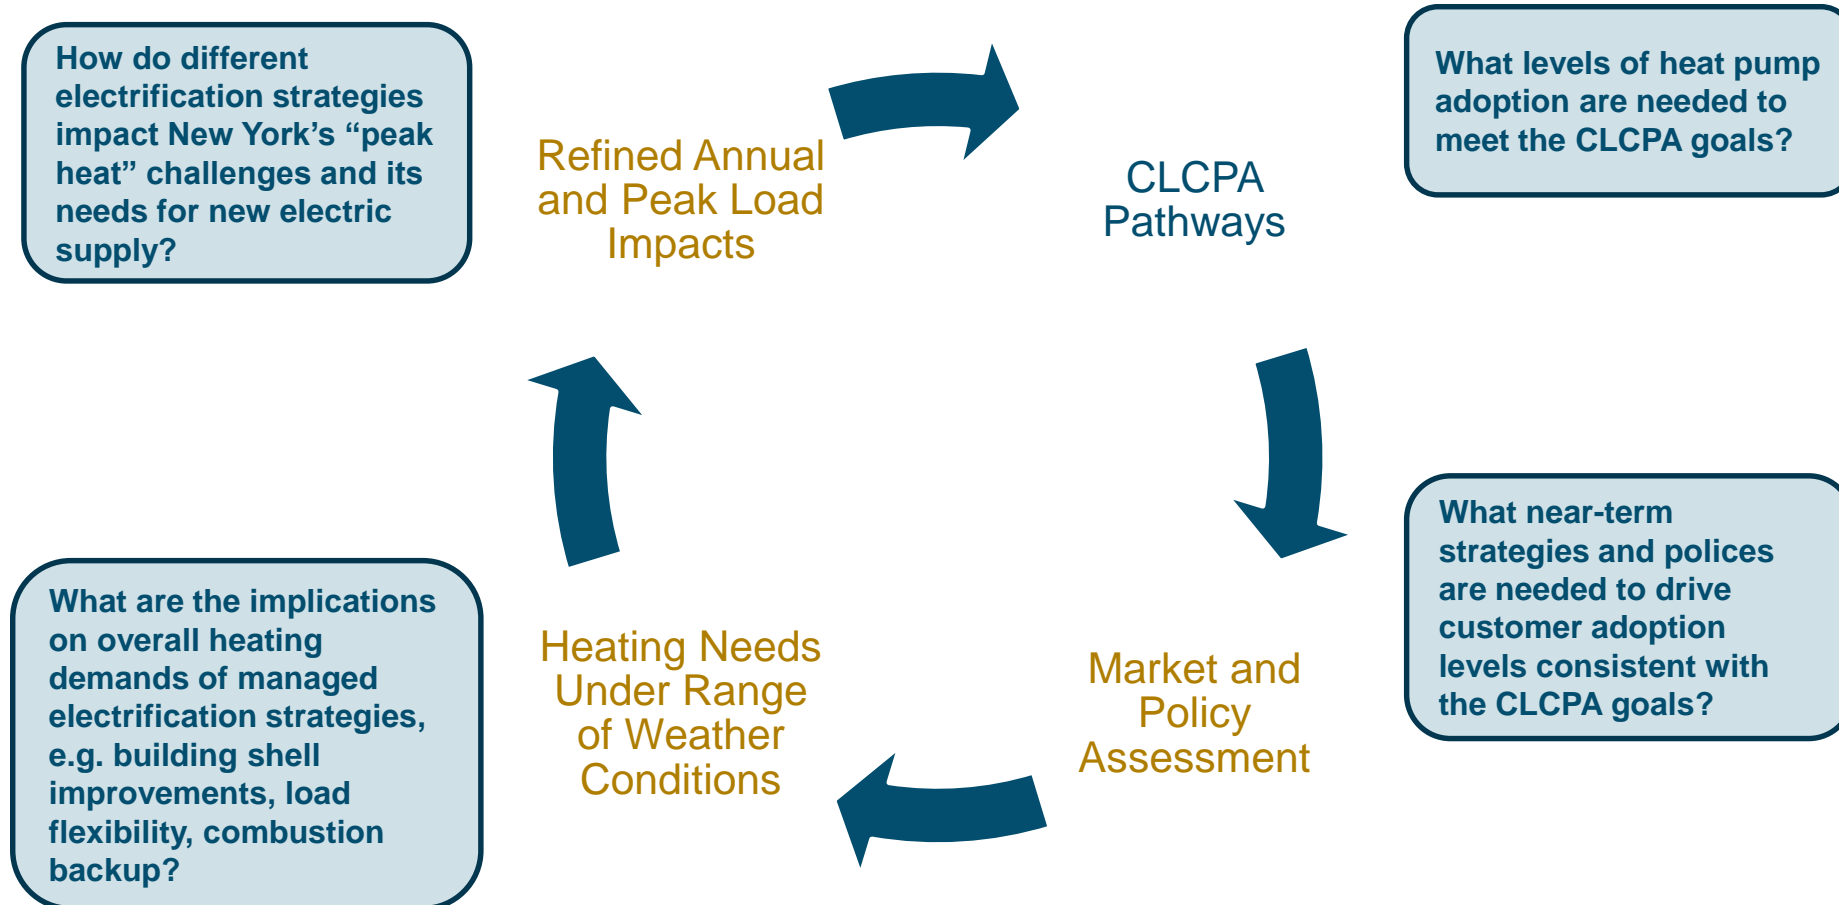 How do different
electrification strategies
impact New York’s “peak
heat” challenges and its
needs for new electric
supply?
Refined Annual
and Peak Load
Impacts
CLCPA
Pathways
What levels of heat pump
adoption are needed to
meet the CLCPA goals?
What are the implications
on overall heating
demands of managed
electrification strategies,
e.g. building shell
improvements, load
flexibility, combustion
backup?
Heating Needs
Under Range
of Weather
Conditions
Market and
Policy
Assessment
What near-term
strategies and polices
are needed to drive
customer adoption
levels consistent with
the CLCPA goals?